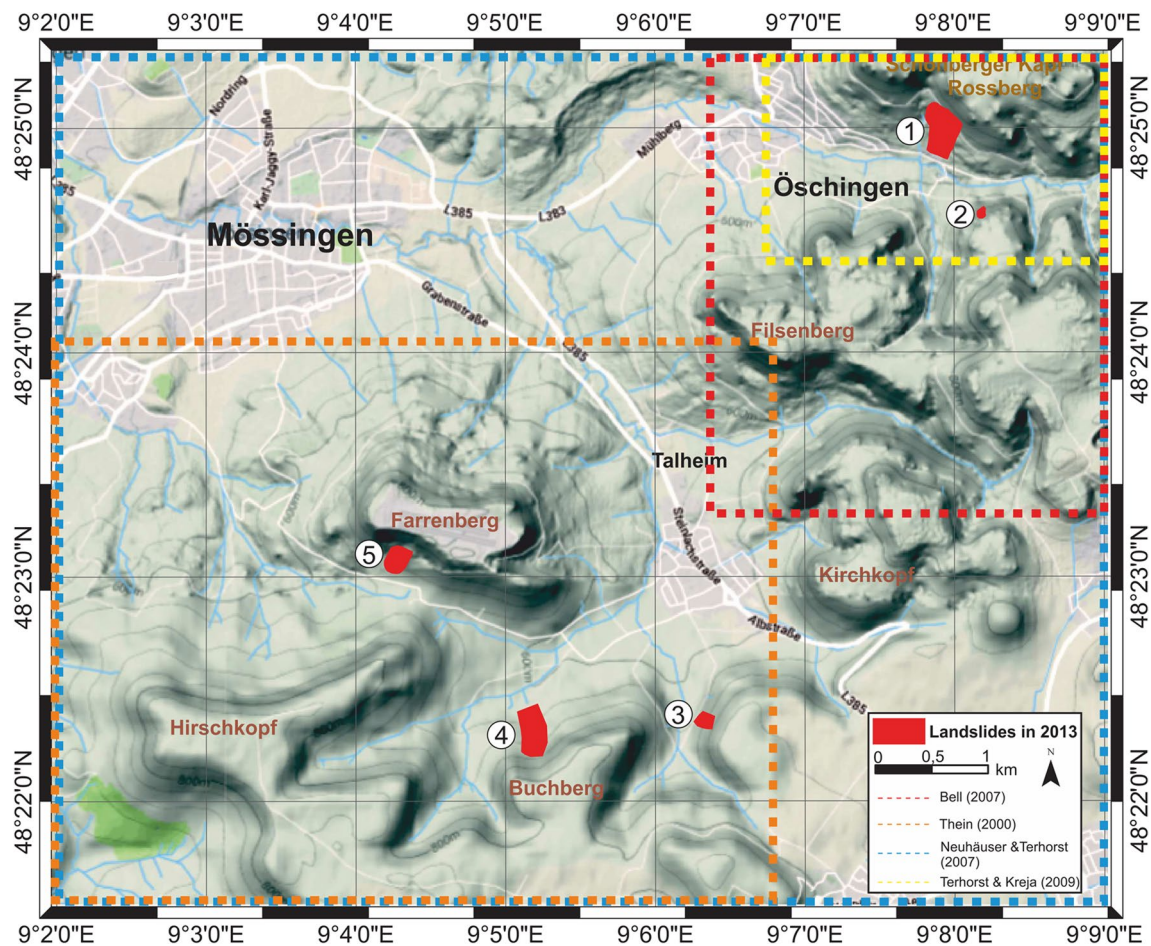 9°2'0"E 9°3'0"E 9°4'0"E 9°5'0"E 9°6'0"E 9°7'0"E 9°8'0"E 9°9'0"E
Schönberger Kapf
Rossberg
Nordring
Karl-Jaggy-Straße
Mühlberg
48°25'0"N
48°25'0"N
1
Öschingen
L385
L383
2
500m
Mössingen
Grabenstraße
Filsenberg
L385
48°24'0"N
48°24'0"N
600m
Talheim
Farrenberg
600m
5
Steinlachstraße
48°23'0"N
48°23'0"N
Kirchkopf
Albstraße
600m
L385
3
Hirschkopf
4
800m
Buchberg
800m
48°22'0"N
48°22'0"N
Landslides in 2013
0 0,5 1
km
N
Bell (2007)
Thein (2000)
Neuhäuser &Terhorst
(2007)
Terhorst & Kreja (2009)
9°2'0"E 9°3'0"E 9°4'0"E 9°5'0"E 9°6'0"E 9°7'0"E 9°8'0"E 9°9'0"E